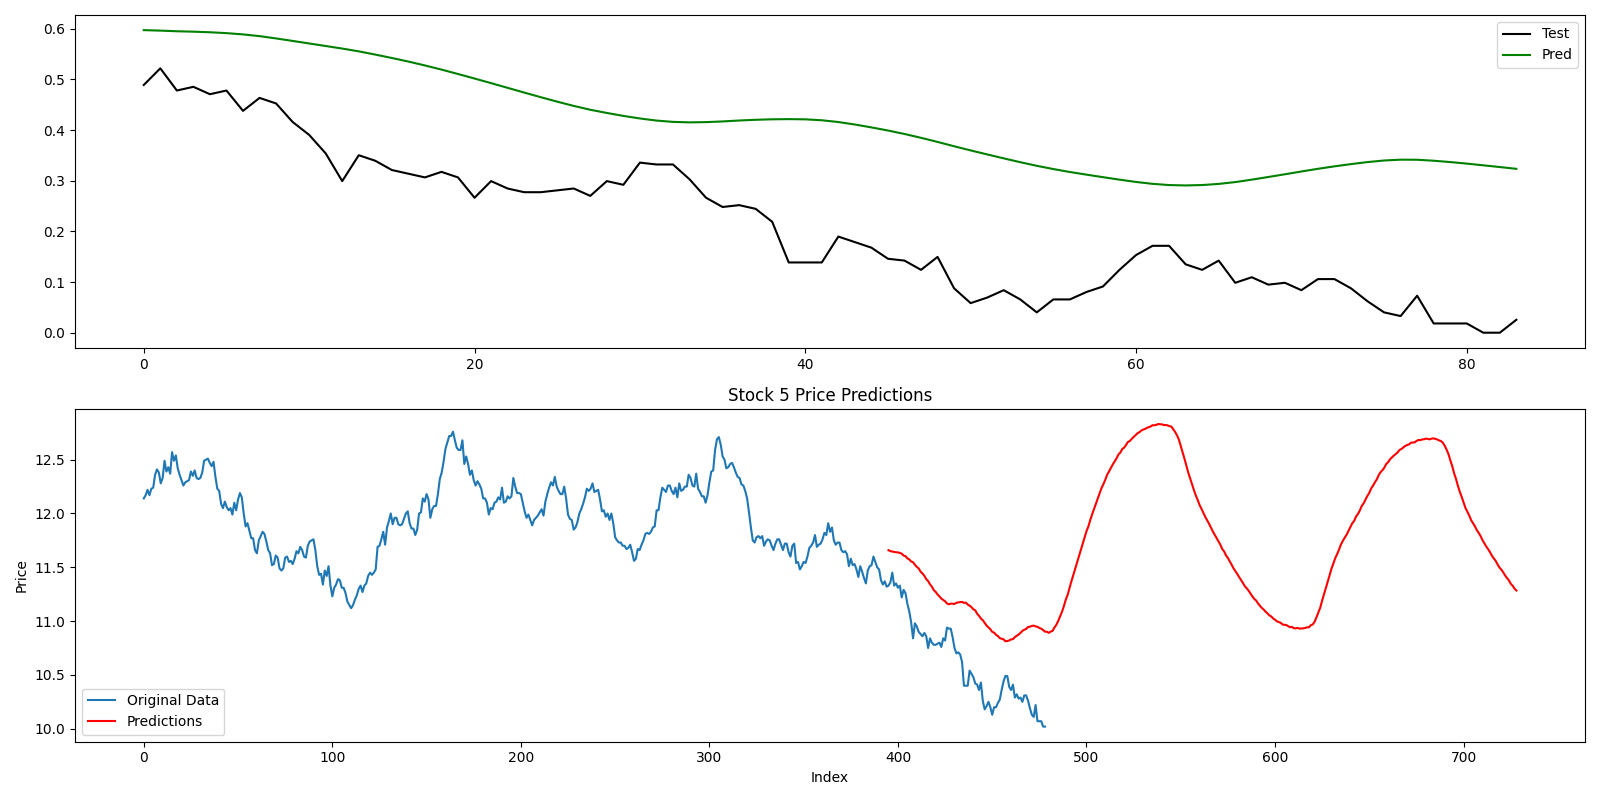 0.6
0.5
0.4
0.3
0.2
0.1
0.0
Test
Pred
0 20 40 60 80
Stock 5 Price Predictions
Price
12.5
12.0
11.5
11.0
10.5
10.0
Original Data
Predictions
0 100 200 300 400 500 600 700
Index